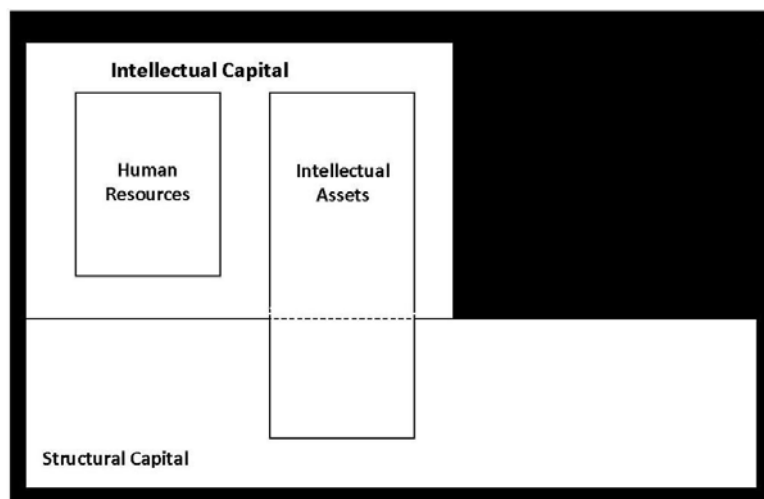 Intellectual Capital
Human
Resources
Intellectual
Assets
Structural Capital